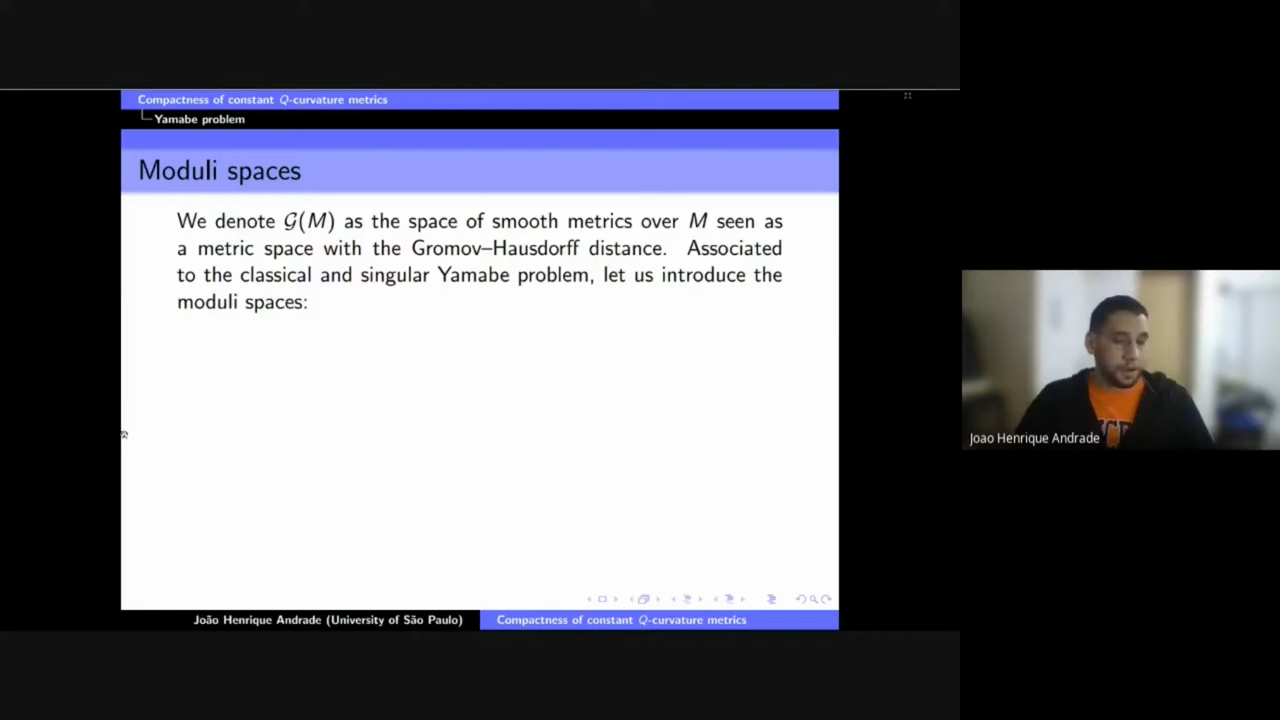 Compactness of constant Q-curvature metrics
Yamabe problem
Moduli spaces
We denote 𝒢(M) as the space of smooth metrics over M seen as
a metric space with the Gromov–Hausdorff distance. Associated
to the classical and singular Yamabe problem, let us introduce the
moduli spaces:
João Henrique Andrade (University of São Paulo)
Compactness of constant Q-curvature metrics
Joao Henrique Andrade